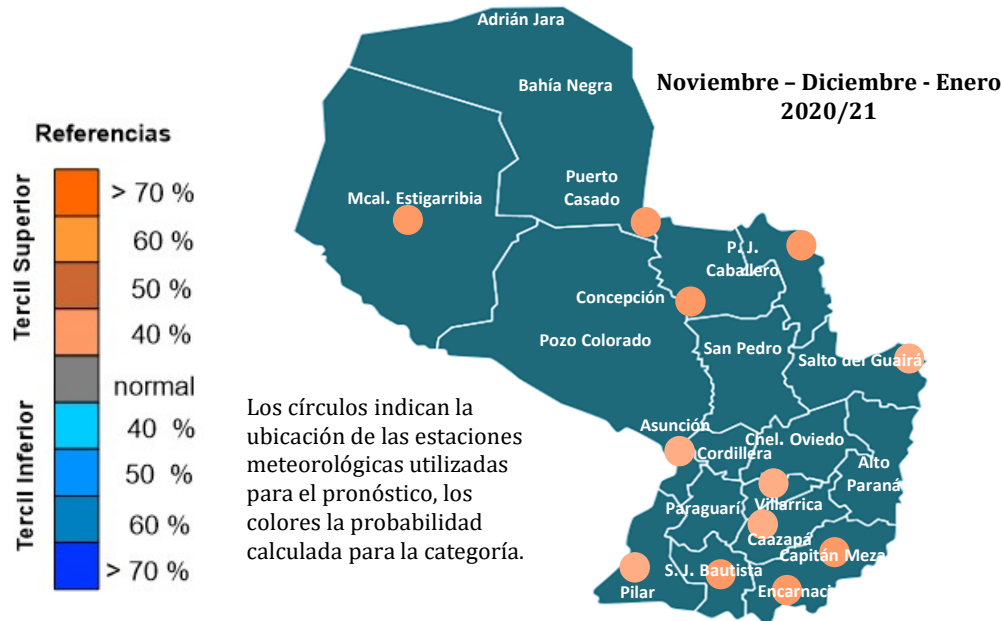 Adrián Jara
Bahía Negra
Noviembre – Diciembre - Enero
2020/21
Referencias
Tercil Superior
> 70 %
60 %
50 %
40 %
normal
Tercil Inferior
40 %
50 %
60 %
> 70 %
Puerto
Casado
Mcal. Estigarribia
P. J.
Caballero
Concepción
Pozo Colorado
San Pedro
Salto del Guairá
Los círculos indican la
ubicación de las estaciones
meteorológicas utilizadas
para el pronóstico, los
colores la probabilidad
calculada para la categoría.
Asunción
Cordillera
Chel. Oviedo
Alto
Paraná
Paraguarí
Villarrica
Caazapá
Capitán Meza
S. J. Bautista
Pilar
Encarnaci